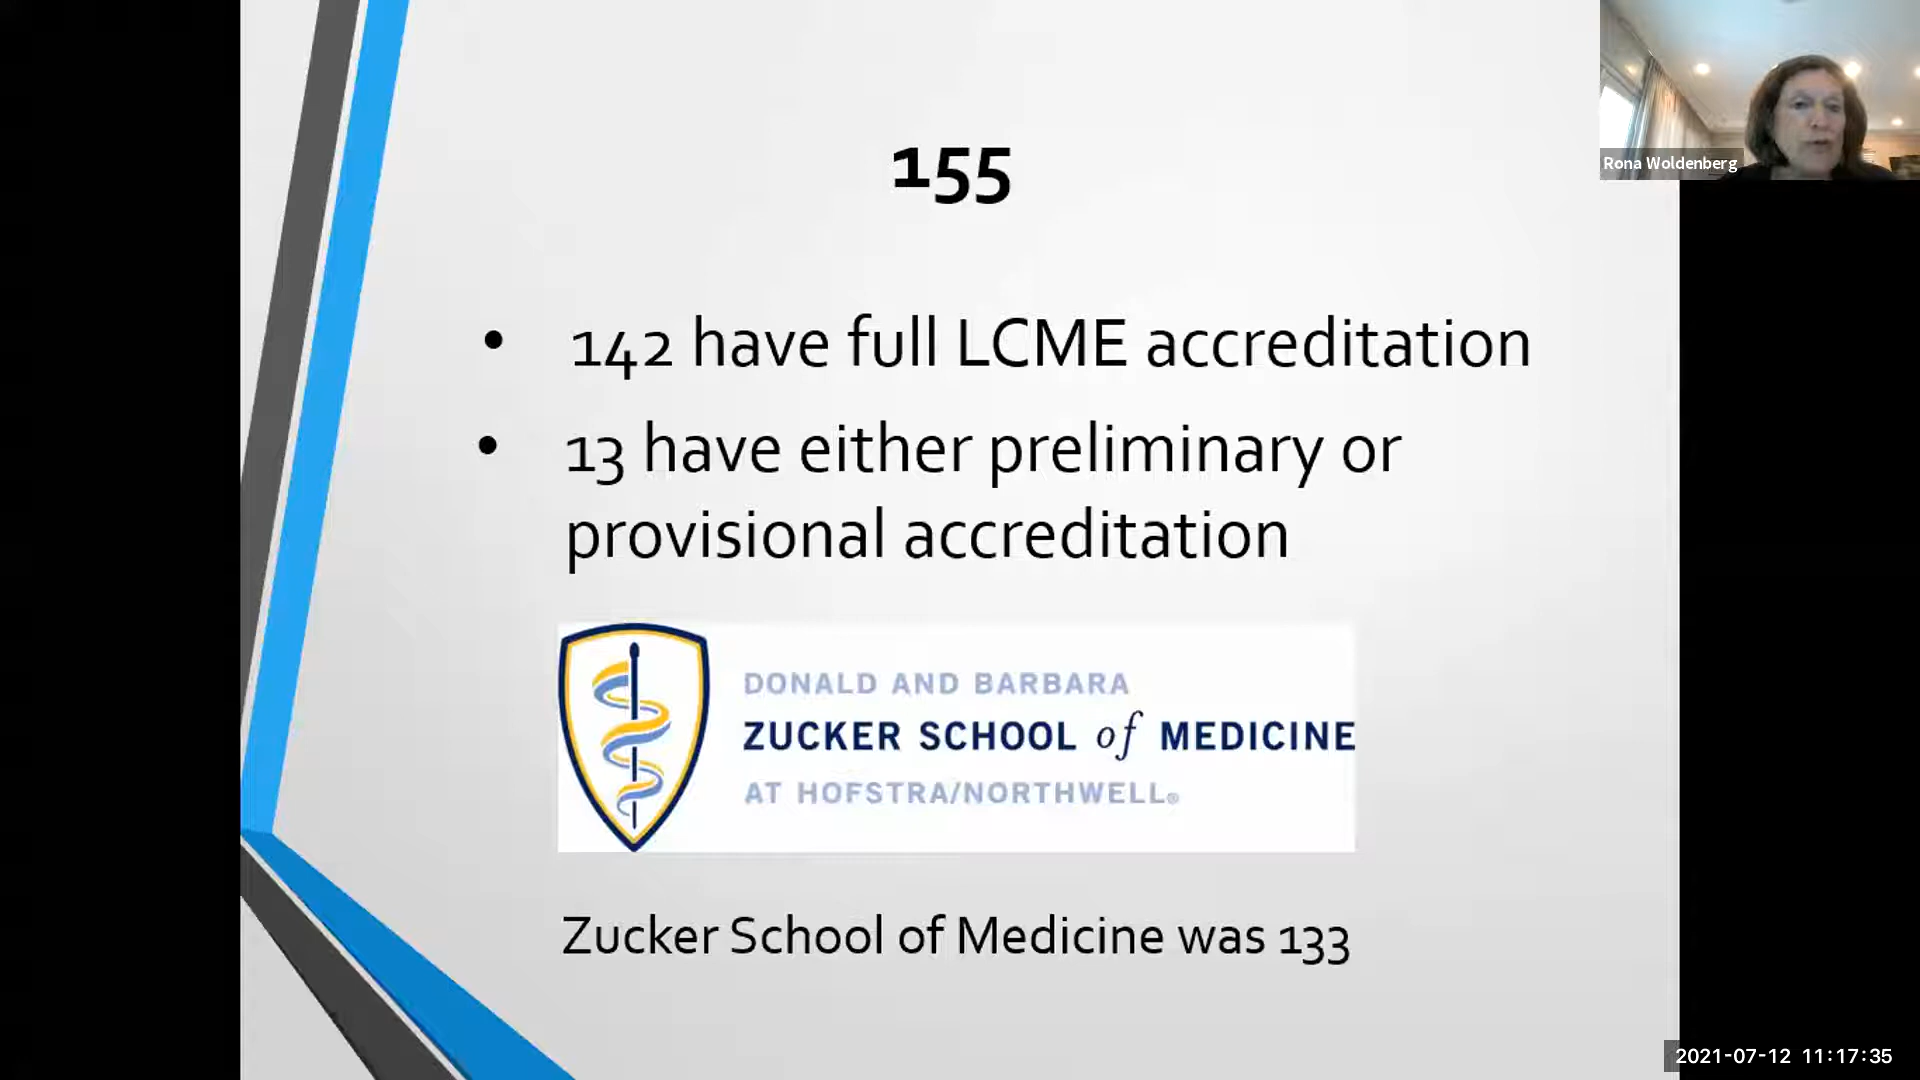 155
• 142 have full LCME accreditation
• 13 have either preliminary or
provisional accreditation
DONALD AND BARBARA
ZUCKER SCHOOL of MEDICINE
AT HOFSTRA/NORTHWELL®
Zucker School of Medicine was 133
Rona Woldenberg
2021-07-12 11:17:35